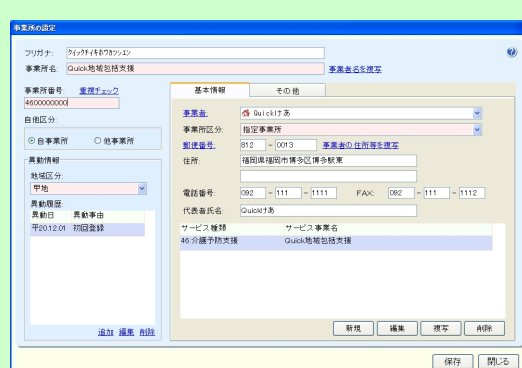 事業所の設定
フリガナ: クイックチイキホウカツシエン
事業所名: Quick地域包括支援 事業者名を複写
事業所番号: 重複チェック
4600000000
自他区分:
自事業所 他事業所
異動情報
地域区分:
甲地
異動履歴:
異動日 異動事由
平20.12.01 初回登録
追加 編集 削除
基本情報 その他
事業者: Quickけあ
事業所区分: 指定事業所
郵便番号: 812 - 0013 事業者の住所等を複写
住所: 福岡県福岡市博多区博多駅東
電話番号: 092 - 111 - 1111 FAX: 092 - 111 - 1112
代表者氏名: Quickけあ
サービス種類 サービス事業名
46:介護予防支援 Quick地域包括支援
新規 編集 複写 削除
保存 閉じる